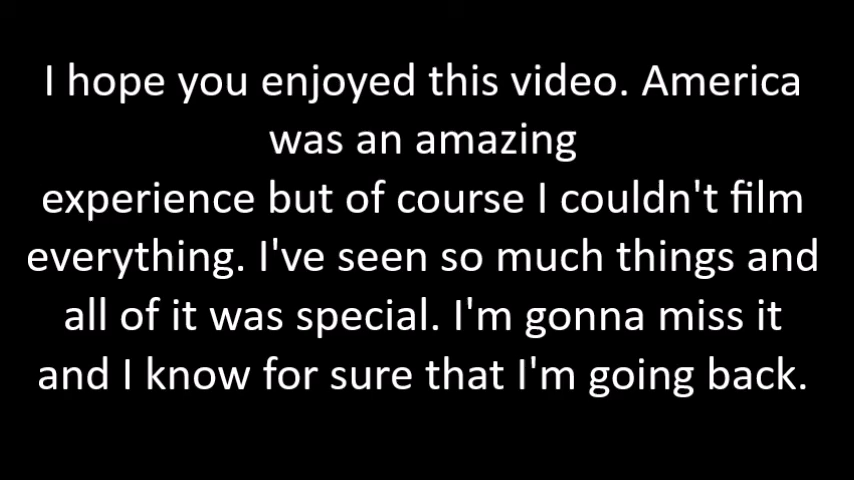 I hope you enjoyed this video. America
was an amazing
experience but of course I couldn't film
everything. I've seen so much things and
all of it was special. I'm gonna miss it
and I know for sure that I'm going back.